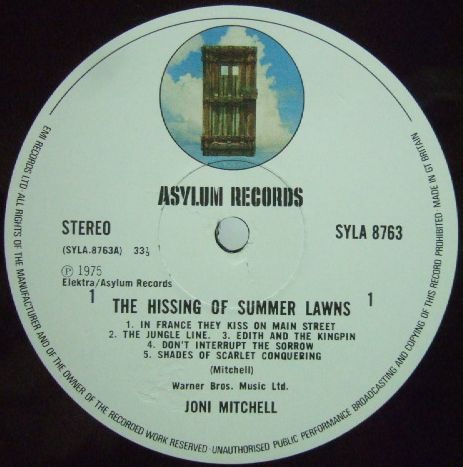 ASYLUM RECORDS
STEREO
SYLA 8763
(SYLA.8763A) 33⅓
Ⓟ 1975
Elektra/Asylum Records
1 THE HISSING OF SUMMER LAWNS 1
1. IN FRANCE THEY KISS ON MAIN STREET
2. THE JUNGLE LINE. 3. EDITH AND THE KINGPIN
4. DON'T INTERRUPT THE SORROW
5. SHADES OF SCARLET CONQUERING
(Mitchell)
Warner Bros. Music Ltd.
JONI MITCHELL
EMI RECORDS LTD· ALL RIGHTS OF THE MANUFACTURER AND OF THE OWNER OF THE RECORDED WORK RESERVED·UNAUTHORISED PUBLIC PERFORMANCE BROADCASTING AND COPYING OF THIS RECORD PROHIBITED MADE IN GT BRITAIN